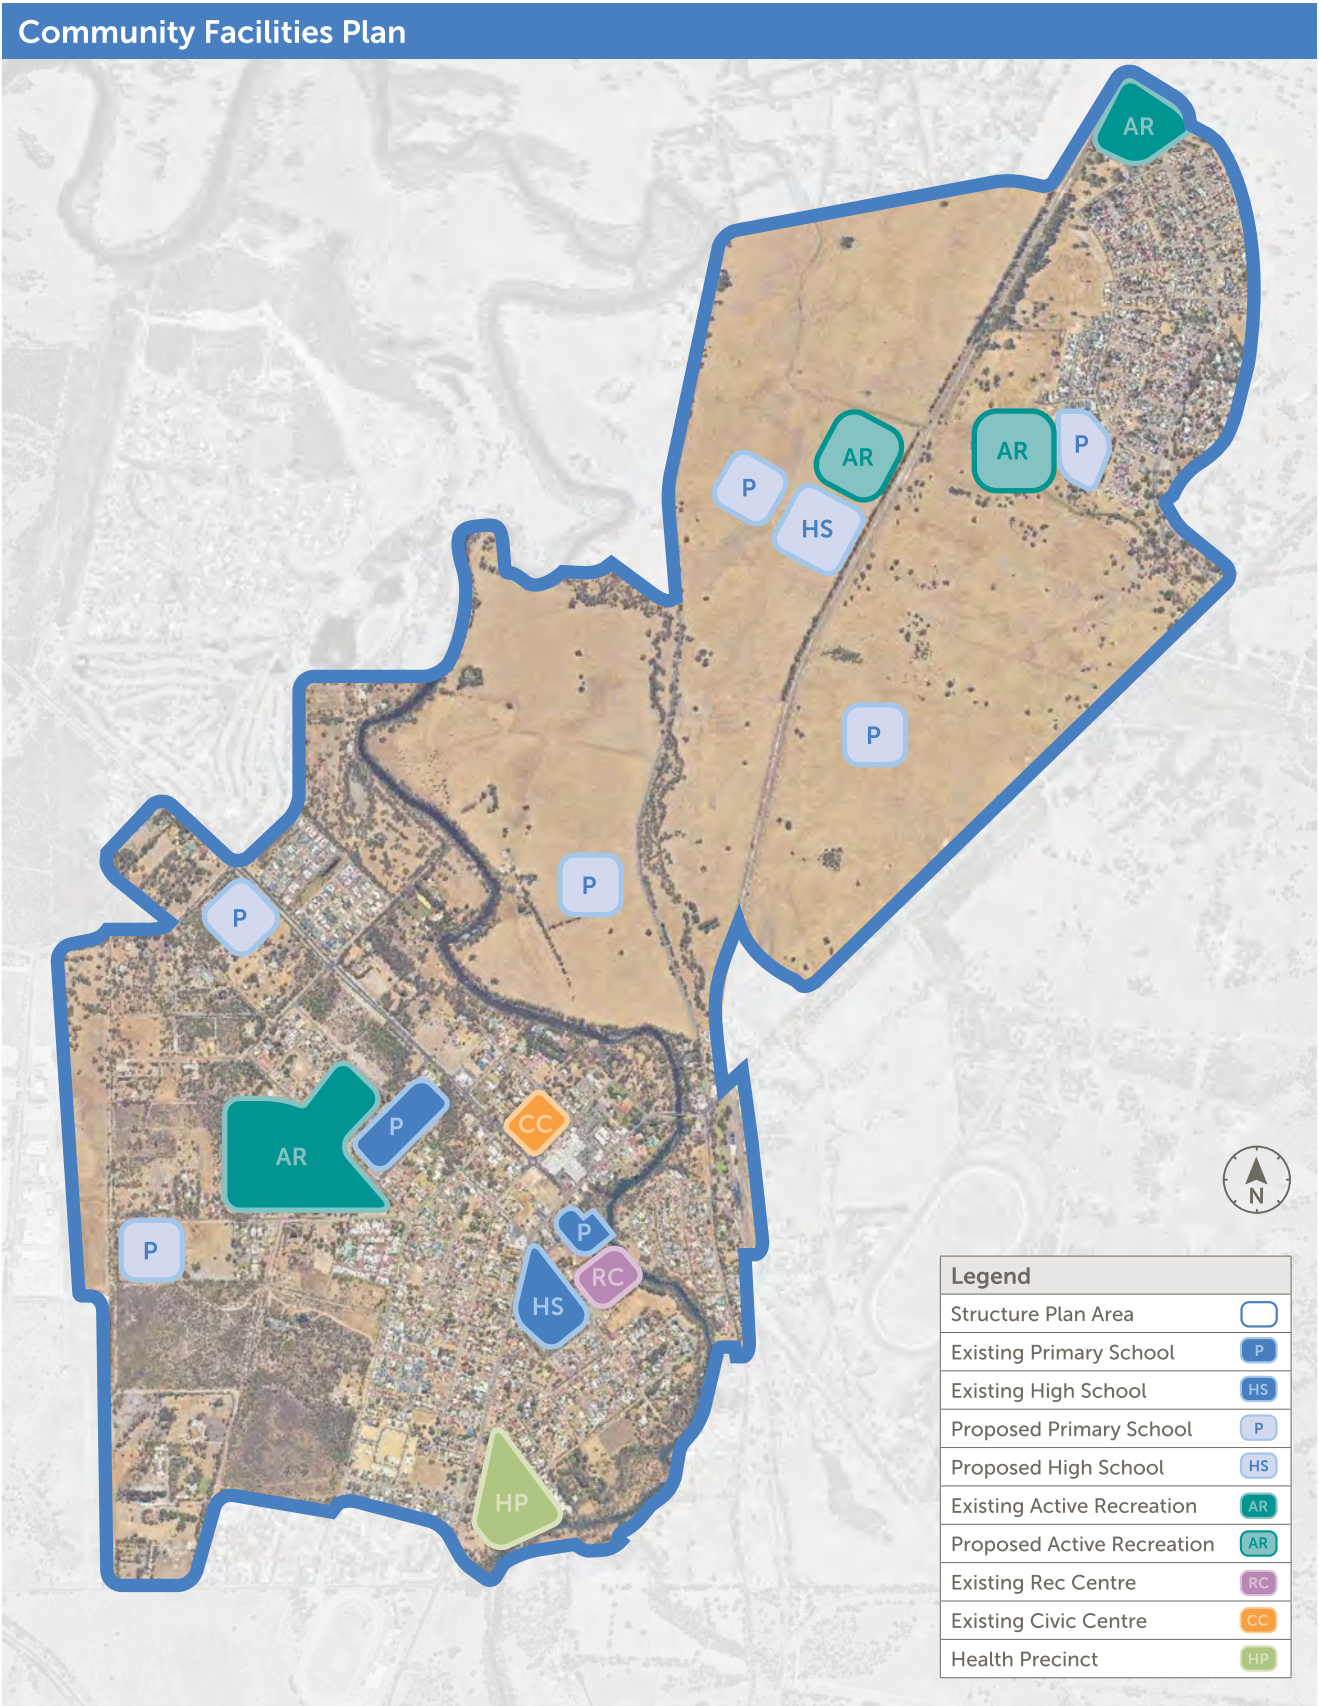 Community Facilities Plan
AR
AR
AR
P
P
HS
P
P
P
CC
P
AR
P
P
RC
HS
HP
N
Legend
Structure Plan Area
Existing Primary School P
Existing High School HS
Proposed Primary School P
Proposed High School HS
Existing Active Recreation AR
Proposed Active Recreation AR
Existing Rec Centre RC
Existing Civic Centre CC
Health Precinct HP